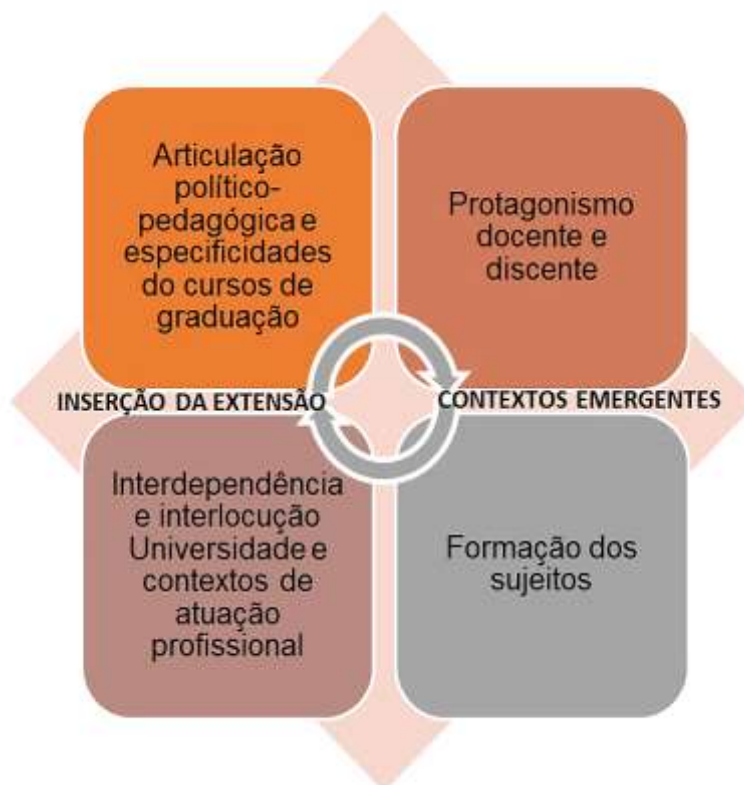 Articulação
político-
pedagógica e
especificidades
do cursos de
graduação
Protagonismo
docente e
discente
INSERÇÃO DA EXTENSÃO
CONTEXTOS EMERGENTES
Interdependência
e interlocução
Universidade e
contextos de
atuação
profissional
Formação dos
sujeitos